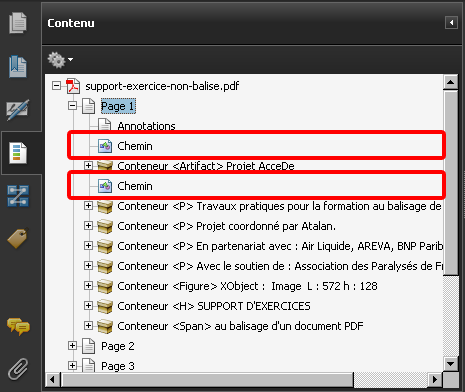 Contenu
support-exercice-non-balise.pdf
Page 1
Annotations
Chemin
Conteneur <Artifact> Projet AcceDe
Chemin
Conteneur <P> Travaux pratiques pour la formation au balisage de
Conteneur <P> Projet coordonné par Atalan.
Conteneur <P> En partenariat avec : Air Liquide, AREVA, BNP Parib
Conteneur <P> Avec le soutien de : Association des Paralysés de Fr
Conteneur <Figure> XObject : Image L : 572 h : 128
Conteneur <H> SUPPORT D'EXERCICES
Conteneur <Span> au balisage d'un document PDF
Page 2
Page 3